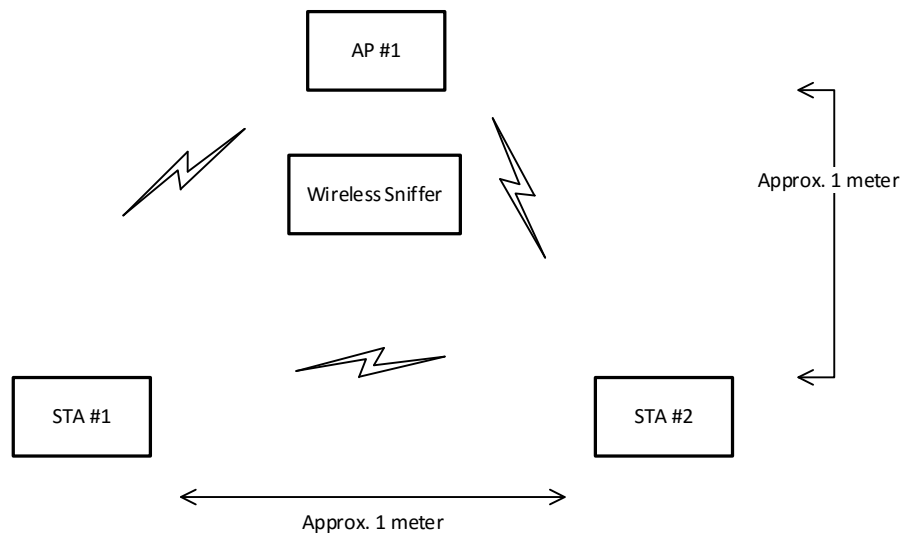 AP #1
Wireless Sniffer
Approx. 1 meter
STA #1
STA #2
Approx. 1 meter